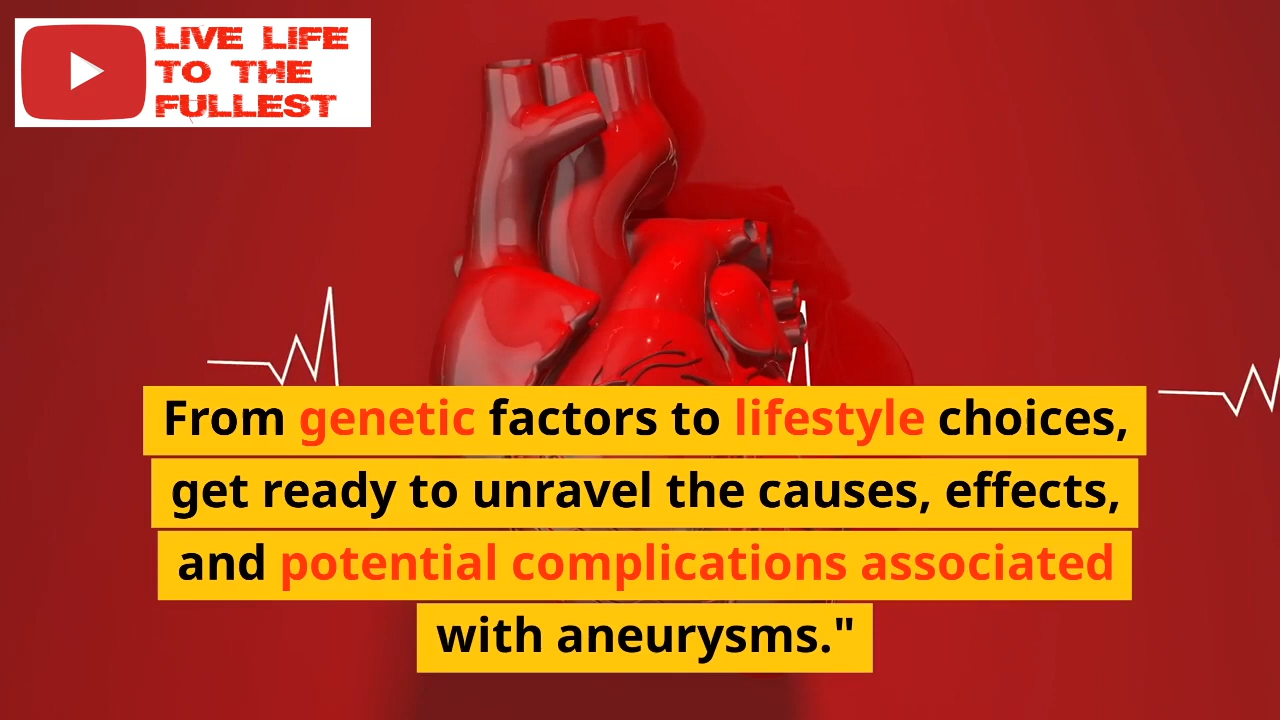 LIVE LIFE
TO THE
FULLEST
From genetic factors to lifestyle choices,
get ready to unravel the causes, effects,
and potential complications associated
with aneurysms."